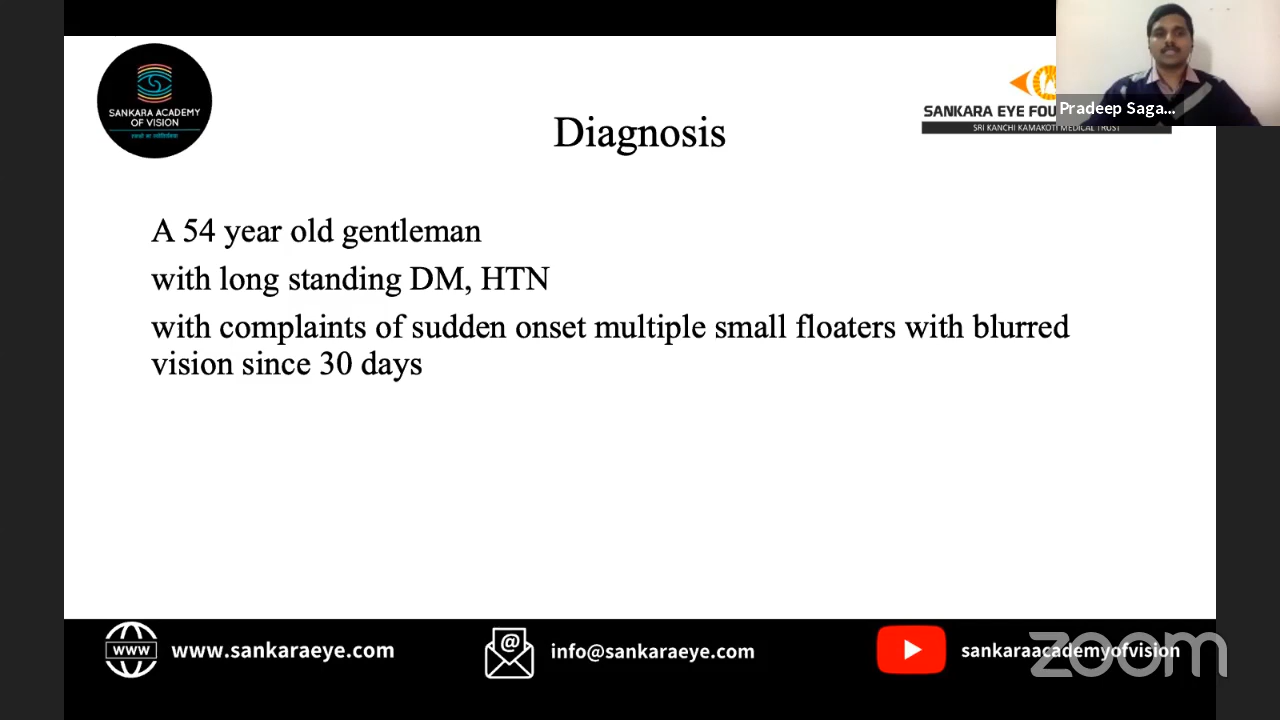 SANKARA ACADEMY
OF VISION
SANKARA EYE FOU
SRI KANCHI KAMAKOTI MEDICAL TRUST
Pradeep Saga...
Diagnosis
A 54 year old gentleman
with long standing DM, HTN
with complaints of sudden onset multiple small floaters with blurred
vision since 30 days
www
www.sankaraeye.com
@
info@sankaraeye.com
sankaraacademyofvision
zoom